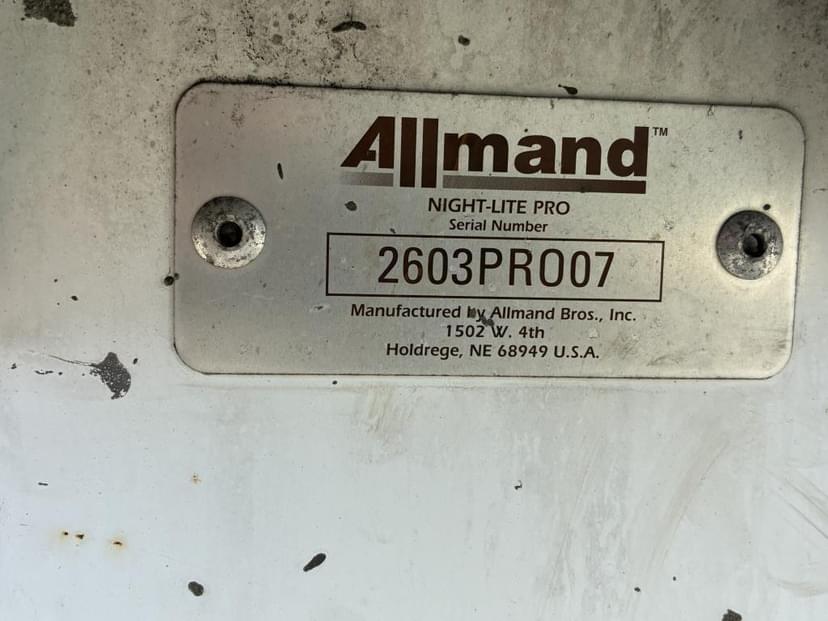 Allmand™
NIGHT-LITE PRO
Serial Number
2603PRO07
Manufactured by Allmand Bros., Inc.
1502 W. 4th
Holdrege, NE 68949 U.S.A.